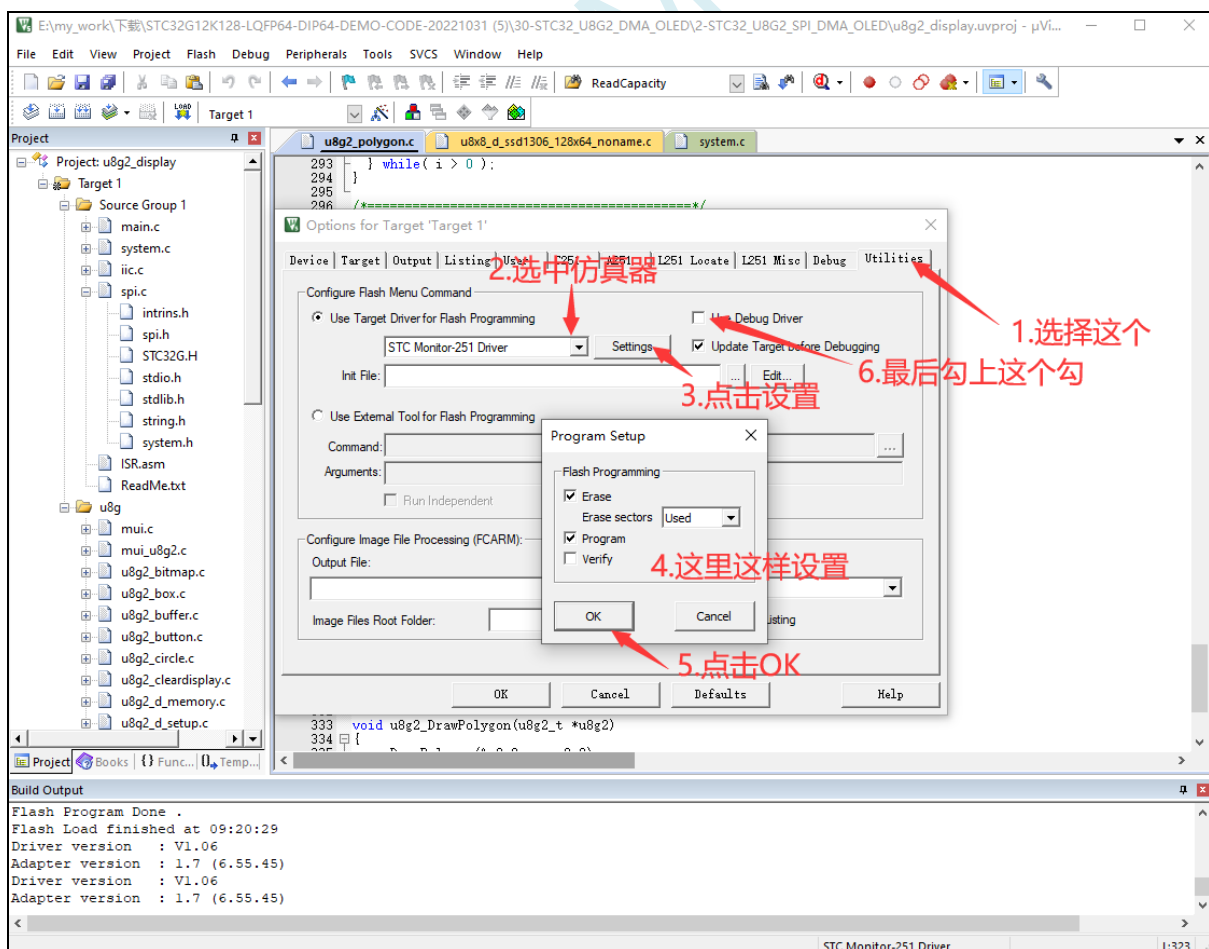 E:\my_work\下载\STC32G12K128-LQFP64-DIP64-DEMO-CODE-20221031 (5)\30-STC32_U8G2_DMA_OLED\2-STC32_U8G2_SPI_DMA_OLED\u8g2_display.uvproj - µVi...
File Edit View Project Flash Debug Peripherals Tools SVCS Window Help
ReadCapacity
LOAD Target 1
Project
u8g2_polygon.c u8x8_d_ssd1306_128x64_noname.c system.c
Project: u8g2_display
Target 1
Source Group 1
main.c
system.c
iic.c
spi.c
intrins.h
spi.h
STC32G.H
stdio.h
stdlib.h
string.h
system.h
ISR.asm
ReadMe.txt
u8g
mui.c
mui_u8g2.c
u8g2_bitmap.c
u8g2_box.c
u8g2_buffer.c
u8g2_button.c
u8g2_circle.c
u8g2_cleardisplay.c
u8g2_d_memory.c
u8g2_d_setup.c
Project Books {} Func... Temp...
293 } while( i > 0 );
294 }
295
296 /*===========================================*/
Options for Target 'Target 1'
Device Target Output Listing User C251 A251 L251 Locate L251 Misc Debug Utilities
2.选中仿真器
Configure Flash Menu Command
Use Target Driver for Flash Programming
Use Debug Driver
1.选择这个
STC Monitor-251 Driver Settings Update Target before Debugging
6.最后勾上这个勾
Init File: ... Edit...
3.点击设置
Use External Tool for Flash Programming
Command: ...
Arguments:
Run Independent
Program Setup
Flash Programming
Erase
Erase sectors Used
Program
Verify
4.这里这样设置
OK Cancel
5.点击OK
Configure Image File Processing (FCARM):
Output File:
Image Files Root Folder: isting
OK Cancel Defaults Help
333 void u8g2_DrawPolygon(u8g2_t *u8g2)
334 {
Build Output
Flash Program Done .
Flash Load finished at 09:20:29
Driver version : V1.06
Adapter version : 1.7 (6.55.45)
Driver version : V1.06
Adapter version : 1.7 (6.55.45)
STC Monitor-251 Driver L:323